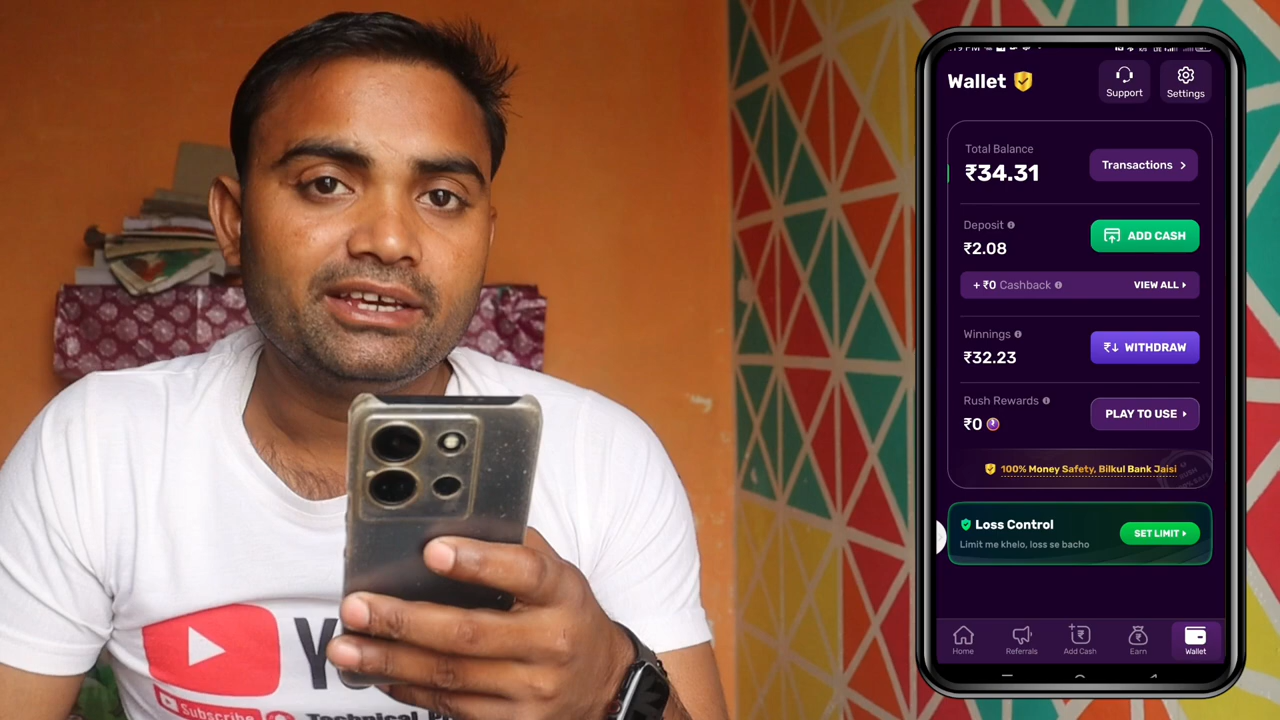 Wallet
Support
Settings
Total Balance
₹34.31
Transactions >
Deposit
₹2.08
ADD CASH
+ ₹0 Cashback
VIEW ALL
Winnings
₹32.23
WITHDRAW
Rush Rewards
₹0
PLAY TO USE
100% Money Safety, Bilkul Bank Jaisi
Loss Control
Limit me khelo, loss se bacho
SET LIMIT
Home
Referrals
Add Cash
Earn
Wallet
Subscribe
Technical